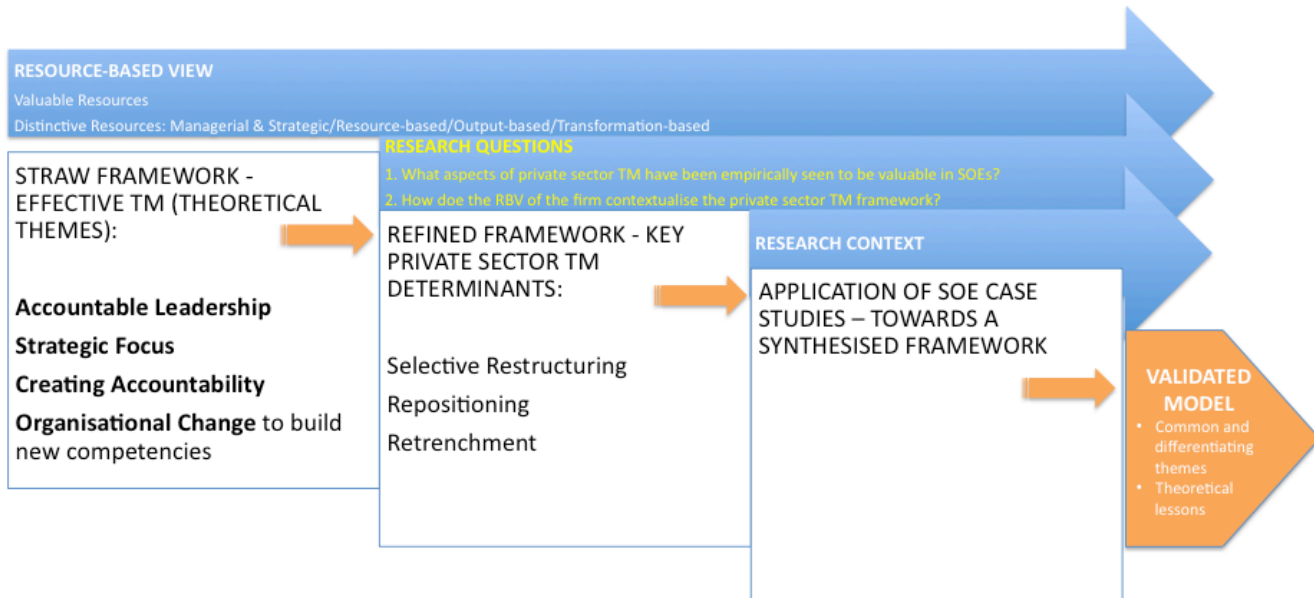 RESOURCE-BASED VIEW
Valuable Resources
Distinctive Resources: Managerial & Strategic/Resource-based/Output-based/Transformation-based
STRAW FRAMEWORK -
EFFECTIVE TM (THEORETICAL
THEMES):
Accountable Leadership
Strategic Focus
Creating Accountability
Organisational Change to build
new competencies
RESEARCH QUESTIONS
1. What aspects of private sector TM have been empirically seen to be valuable in SOEs?
2. How doe the RBV of the firm contextualise the private sector TM framework?
REFINED FRAMEWORK - KEY
PRIVATE SECTOR TM
DETERMINANTS:
Selective Restructuring
Repositioning
Retrenchment
RESEARCH CONTEXT
APPLICATION OF SOE CASE
STUDIES – TOWARDS A
SYNTHESISED FRAMEWORK
VALIDATED
MODEL
• Common and
differentiating
themes
• Theoretical
lessons